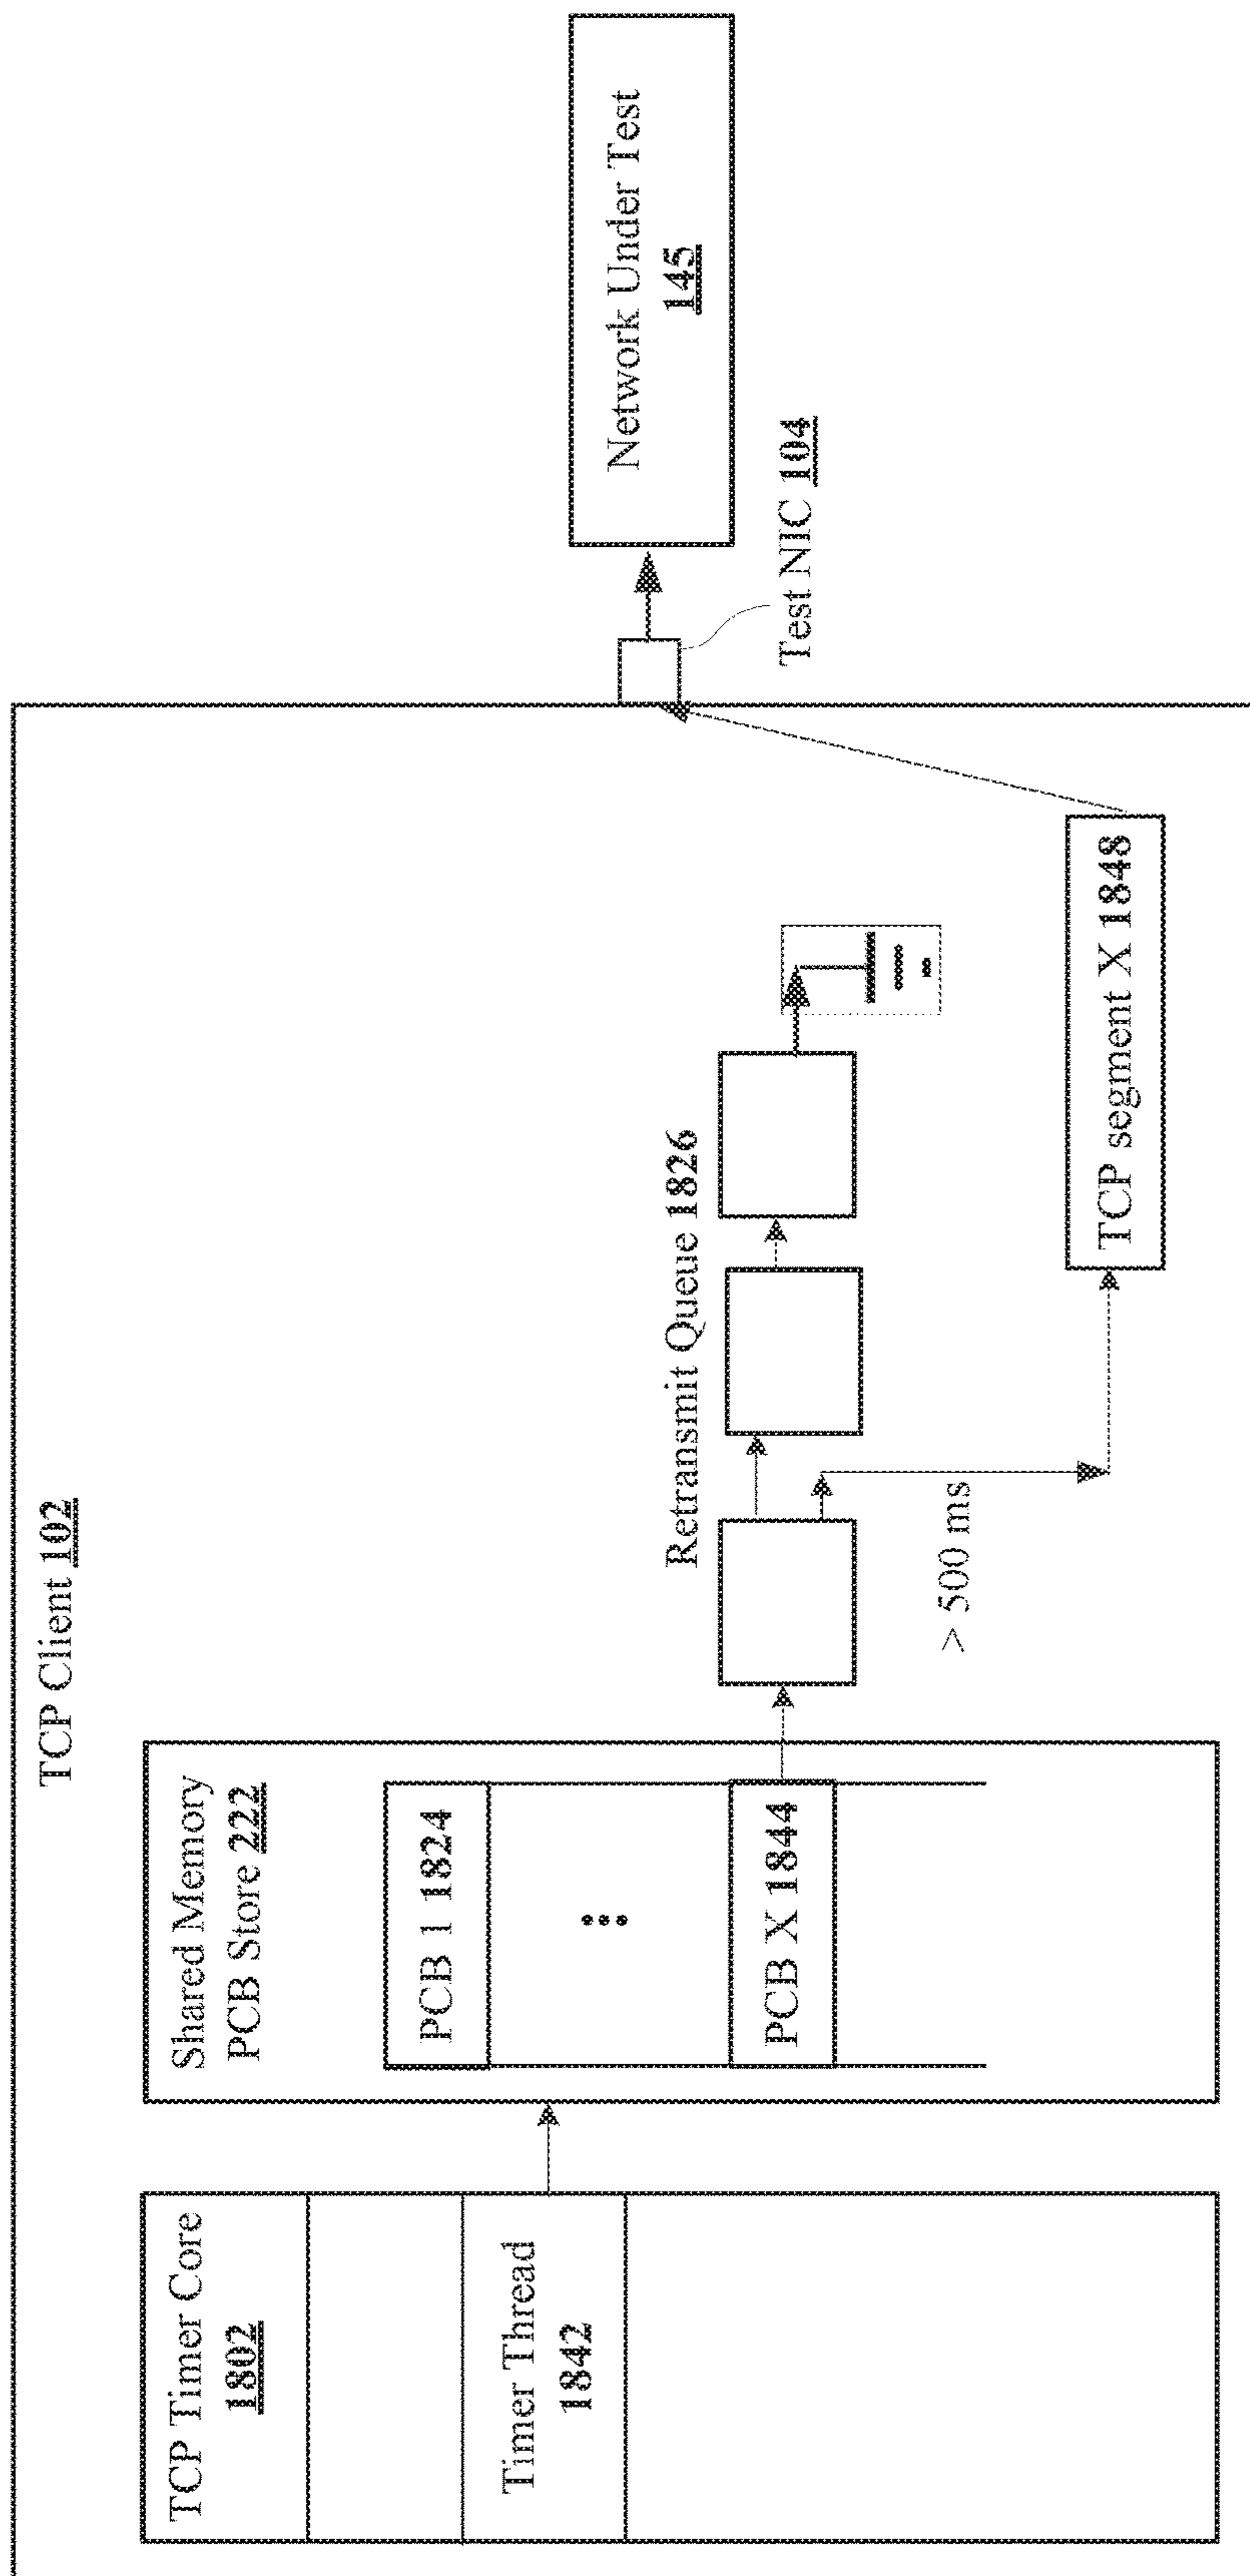 TCP Client 102
TCP Timer Core
1802
Timer Thread
1842
Shared Memory
PCB Store 222
PCB 1 1824
PCB X 1844
Retransmit Queue 1826
> 500 ms
TCP segment X 1848
Test NIC 104
Network Under Test
145